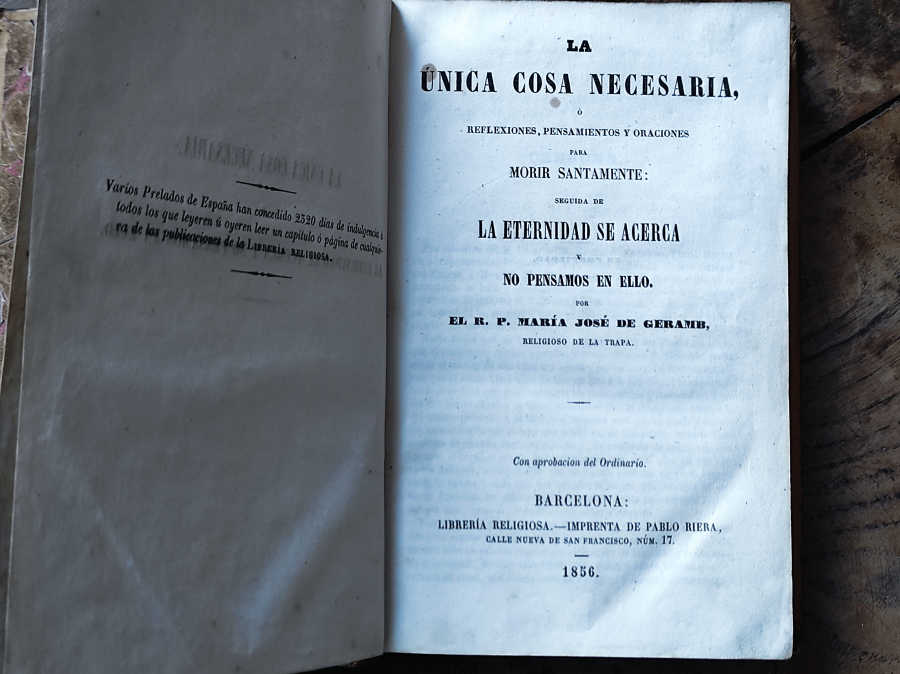 Varios Prelados de España han concedido 2320 dias de indulgencia á
todos los que leyeren ú oyeren leer un capítulo ó página de cualquie-
ra de las publicaciones de la LIBRERÍA RELIGIOSA.
LA
ÚNICA COSA NECESARIA,
Ó
REFLEXIONES, PENSAMIENTOS Y ORACIONES
PARA
MORIR SANTAMENTE:
SEGUIDA DE
LA ETERNIDAD SE ACERCA
Y
NO PENSAMOS EN ELLO.
POR
EL R. P. MARÍA JOSÉ DE GERAMB,
RELIGIOSO DE LA TRAPA.
Con aprobacion del Ordinario.
BARCELONA:
LIBRERÍA RELIGIOSA.—IMPRENTA DE PABLO RIERA,
CALLE NUEVA DE SAN FRANCISCO, NÚM. 17.
1856.